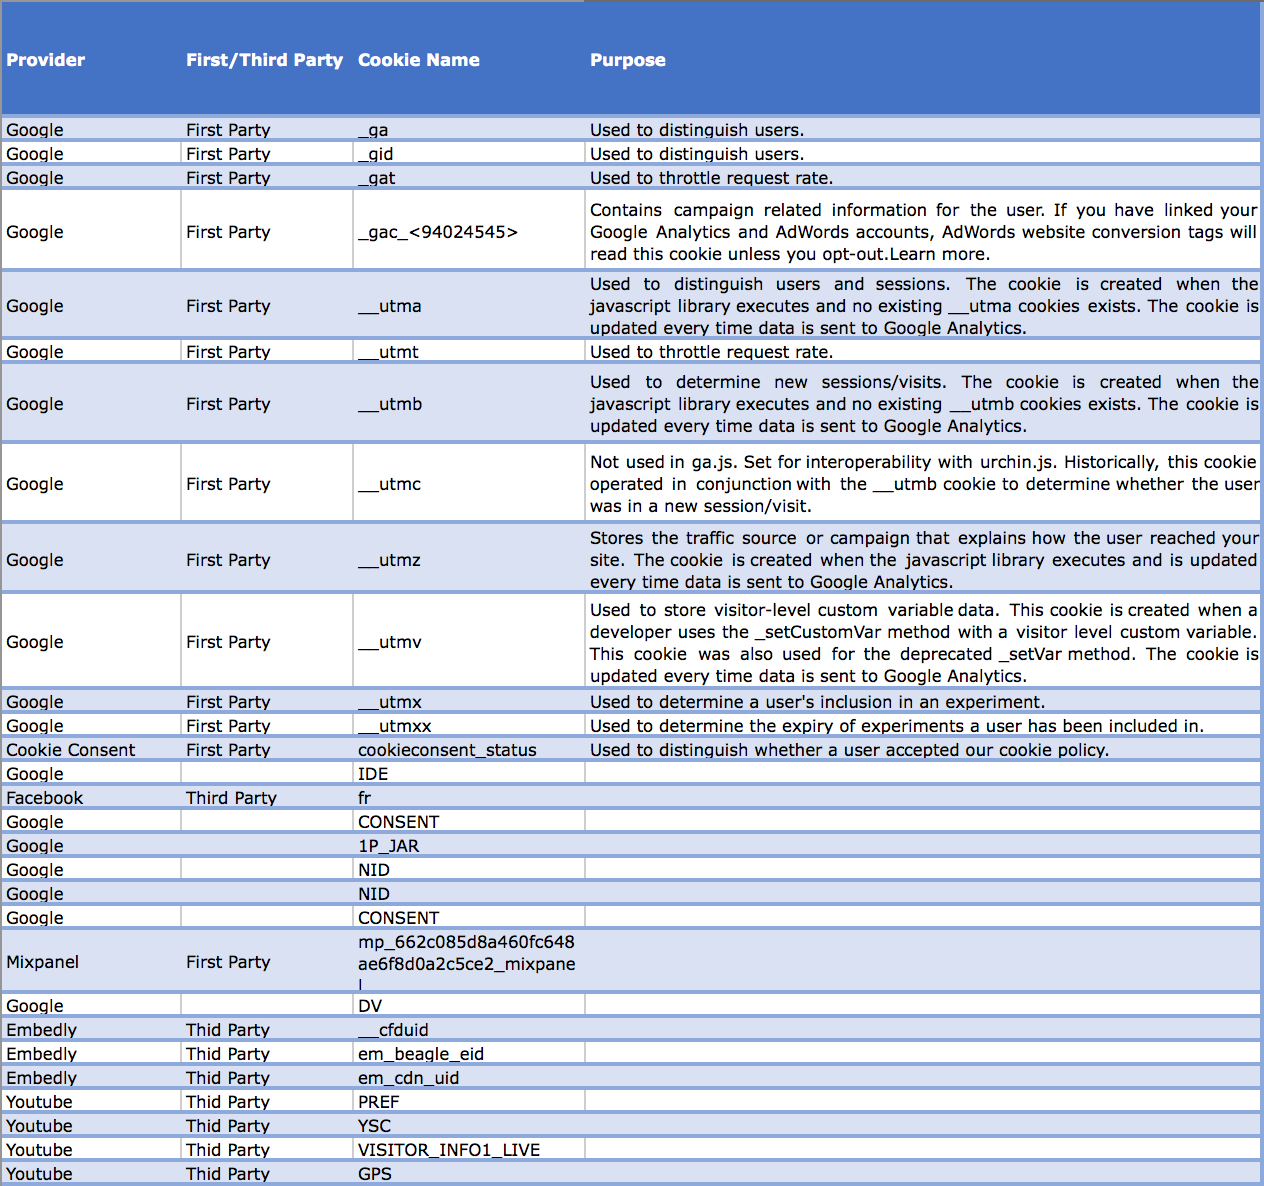 Provider First/Third Party Cookie Name Purpose
Google First Party _ga Used to distinguish users.
Google First Party _gid Used to distinguish users.
Google First Party _gat Used to throttle request rate.
Google First Party _gac_<94024545> Contains campaign related information for the user. If you have linked your
Google Analytics and AdWords accounts, AdWords website conversion tags will
read this cookie unless you opt-out.Learn more.
Google First Party __utma Used to distinguish users and sessions. The cookie is created when the
javascript library executes and no existing __utma cookies exists. The cookie is
updated every time data is sent to Google Analytics.
Google First Party __utmt Used to throttle request rate.
Google First Party __utmb Used to determine new sessions/visits. The cookie is created when the
javascript library executes and no existing __utmb cookies exists. The cookie is
updated every time data is sent to Google Analytics.
Google First Party __utmc Not used in ga.js. Set for interoperability with urchin.js. Historically, this cookie
operated in conjunction with the __utmb cookie to determine whether the user
was in a new session/visit.
Google First Party __utmz Stores the traffic source or campaign that explains how the user reached your
site. The cookie is created when the javascript library executes and is updated
every time data is sent to Google Analytics.
Google First Party __utmv Used to store visitor-level custom variable data. This cookie is created when a
developer uses the _setCustomVar method with a visitor level custom variable.
This cookie was also used for the deprecated _setVar method. The cookie is
updated every time data is sent to Google Analytics.
Google First Party __utmx Used to determine a user's inclusion in an experiment.
Google First Party __utmxx Used to determine the expiry of experiments a user has been included in.
Cookie Consent First Party cookieconsent_status Used to distinguish whether a user accepted our cookie policy.
Google IDE
Facebook Third Party fr
Google CONSENT
Google 1P_JAR
Google NID
Google NID
Google CONSENT
Mixpanel First Party mp_662c085d8a460fc648
ae6f8d0a2c5ce2_mixpane
l
Google DV
Embedly Thid Party __cfduid
Embedly Thid Party em_beagle_eid
Embedly Thid Party em_cdn_uid
Youtube Thid Party PREF
Youtube Thid Party YSC
Youtube Thid Party VISITOR_INFO1_LIVE
Youtube Thid Party GPS